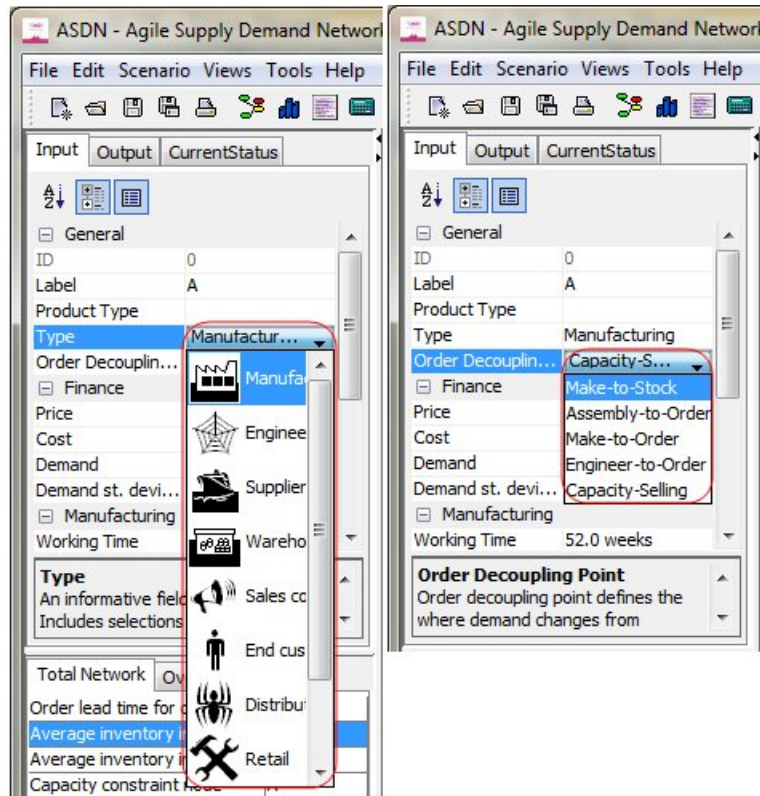 ASDN - Agile Supply Demand Network
File Edit Scenario Views Tools Help
Input Output CurrentStatus
General
ID 0
Label A
Product Type
Type Manufactur...
Order Decouplin...
Finance
Price
Cost
Demand
Demand st. devi...
Manufacturing
Working Time
Manufa
Enginee
Supplier
Wareho
Sales co
End cus
Distribu
Retail
Type
An informative fiel
Includes selections
Total Network Ov
Order lead time for
Average inventory i
Average inventory i
Capacity constraint
ASDN - Agile Supply Demand Networ
File Edit Scenario Views Tools Help
Input Output CurrentStatus
General
ID 0
Label A
Product Type
Type Manufacturing
Order Decouplin... Capacity-S...
Finance
Price
Cost
Demand
Demand st. devi...
Manufacturing
Working Time 52.0 weeks
Make-to-Stock
Assembly-to-Order
Make-to-Order
Engineer-to-Order
Capacity-Selling
Order Decoupling Point
Order decoupling point defines the
where demand changes from